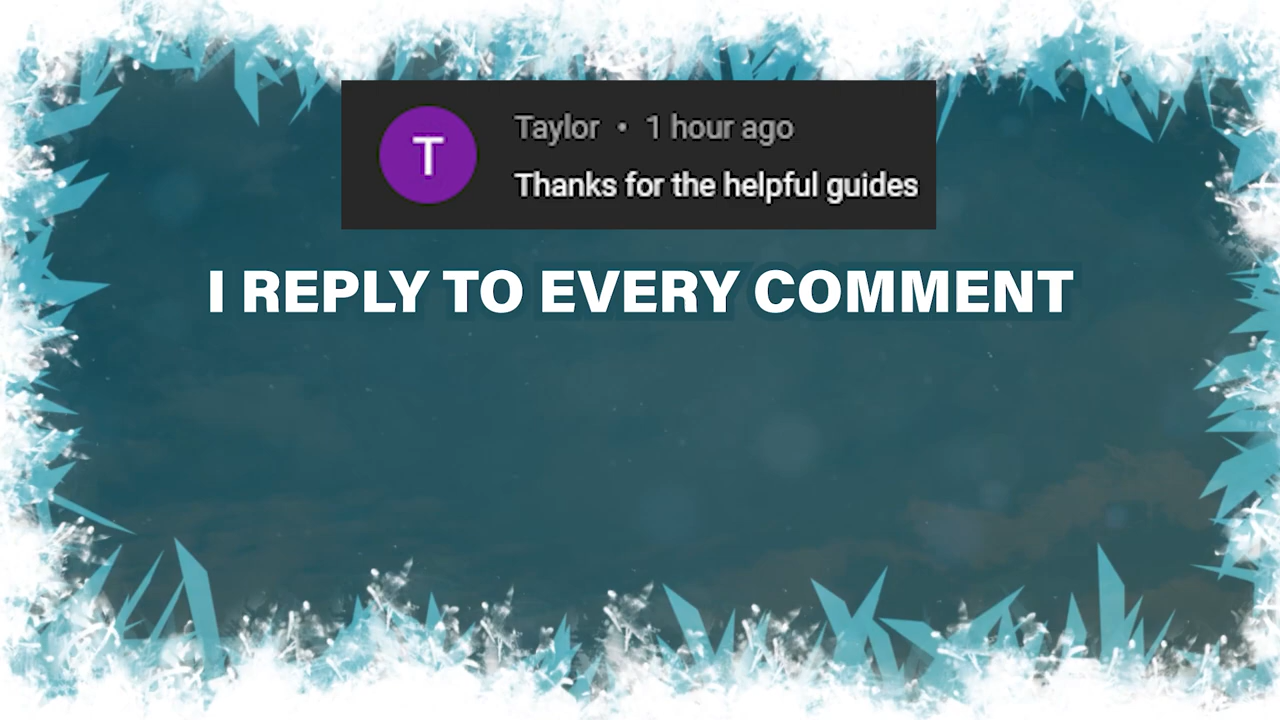 T
Taylor • 1 hour ago
Thanks for the helpful guides
I REPLY TO EVERY COMMENT